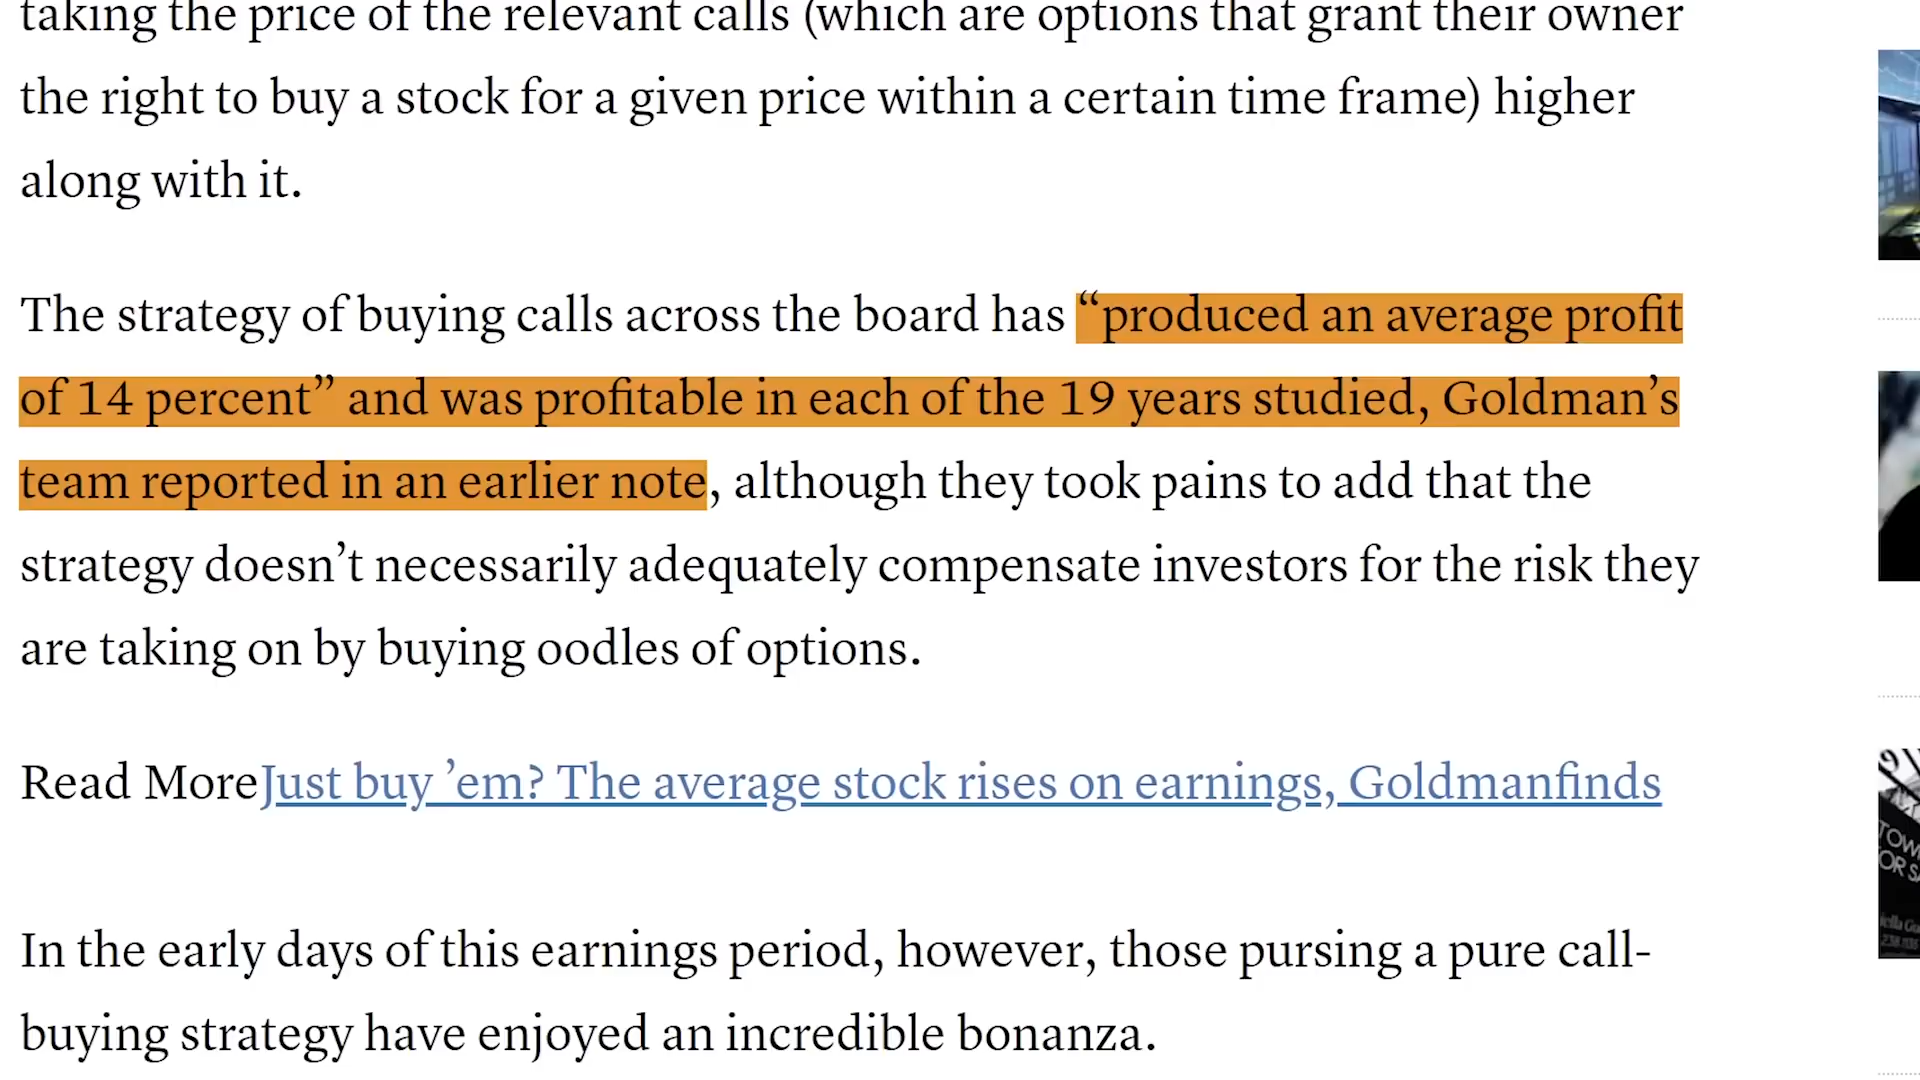 taking the price of the relevant calls (which are options that grant their owner
the right to buy a stock for a given price within a certain time frame) higher
along with it.
The strategy of buying calls across the board has “produced an average profit
of 14 percent” and was profitable in each of the 19 years studied, Goldman’s
team reported in an earlier note, although they took pains to add that the
strategy doesn’t necessarily adequately compensate investors for the risk they
are taking on by buying oodles of options.
Read MoreJust buy ’em? The average stock rises on earnings, Goldmanfinds
In the early days of this earnings period, however, those pursing a pure call-
buying strategy have enjoyed an incredible bonanza.